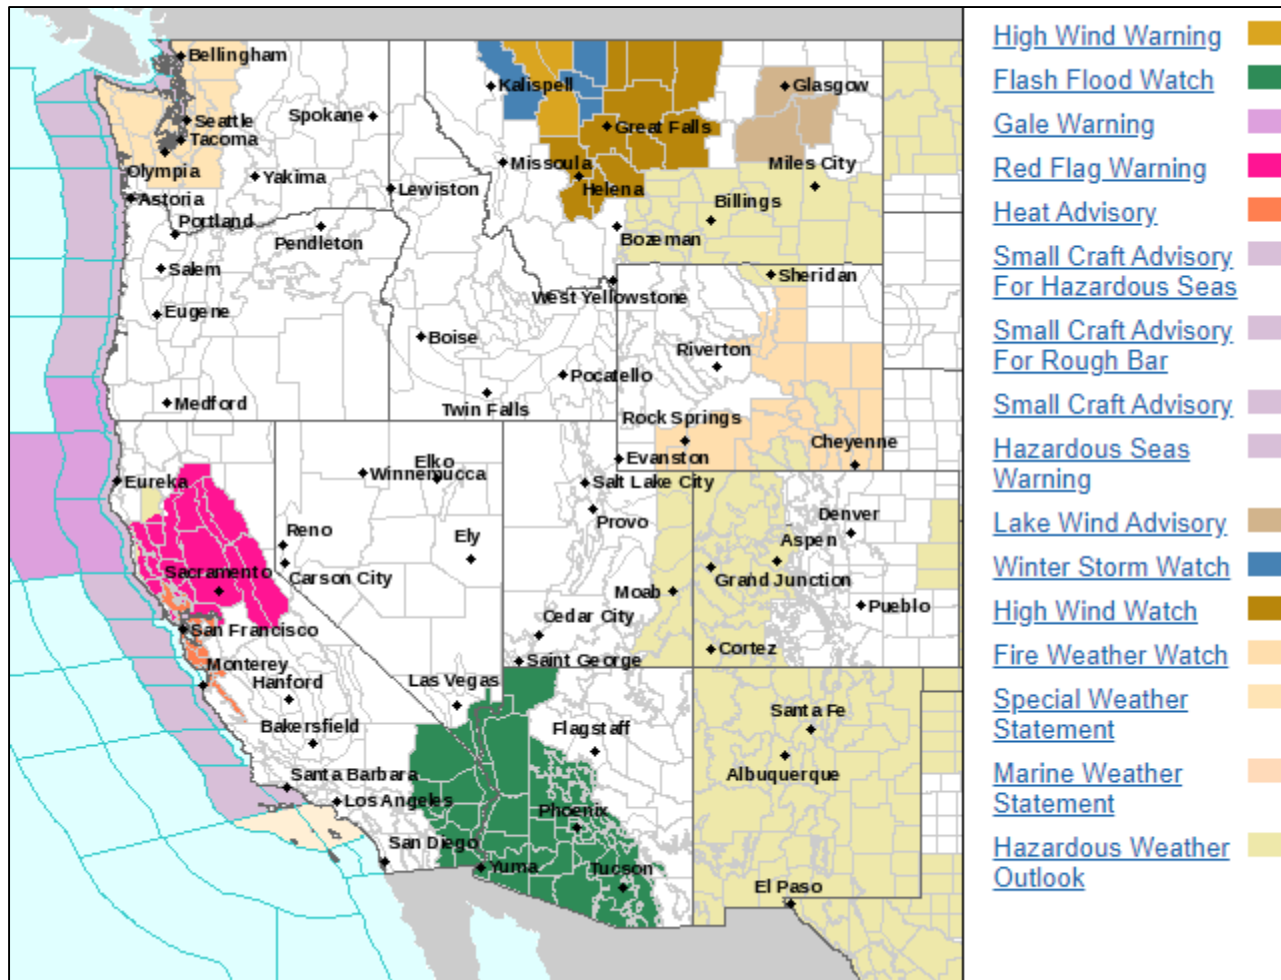 Bellingham
Kalispell
Glasgow
Seattle
Spokane
Great Falls
Tacoma
Missoula
Miles City
Olympia
Yakima
Lewiston
Helena
Astoria
Billings
Portland
Pendleton
Bozeman
Salem
Sheridan
West Yellowstone
Eugene
Boise
Riverton
Pocatello
Medford
Twin Falls
Rock Springs
Cheyenne
Elko
Evanston
Eureka
Winnemucca
Salt Lake City
Provo
Denver
Reno
Ely
Aspen
Sacramento
Carson City
Grand Junction
Moab
Pueblo
Cedar City
San Francisco
Cortez
Saint George
Monterey
Hanford
Las Vegas
Santa Fe
Bakersfield
Flagstaff
Albuquerque
Santa Barbara
Los Angeles
Phoenix
San Diego
Yuma
Tucson
El Paso
High Wind Warning
Flash Flood Watch
Gale Warning
Red Flag Warning
Heat Advisory
Small Craft Advisory
For Hazardous Seas
Small Craft Advisory
For Rough Bar
Small Craft Advisory
Hazardous Seas
Warning
Lake Wind Advisory
Winter Storm Watch
High Wind Watch
Fire Weather Watch
Special Weather
Statement
Marine Weather
Statement
Hazardous Weather
Outlook